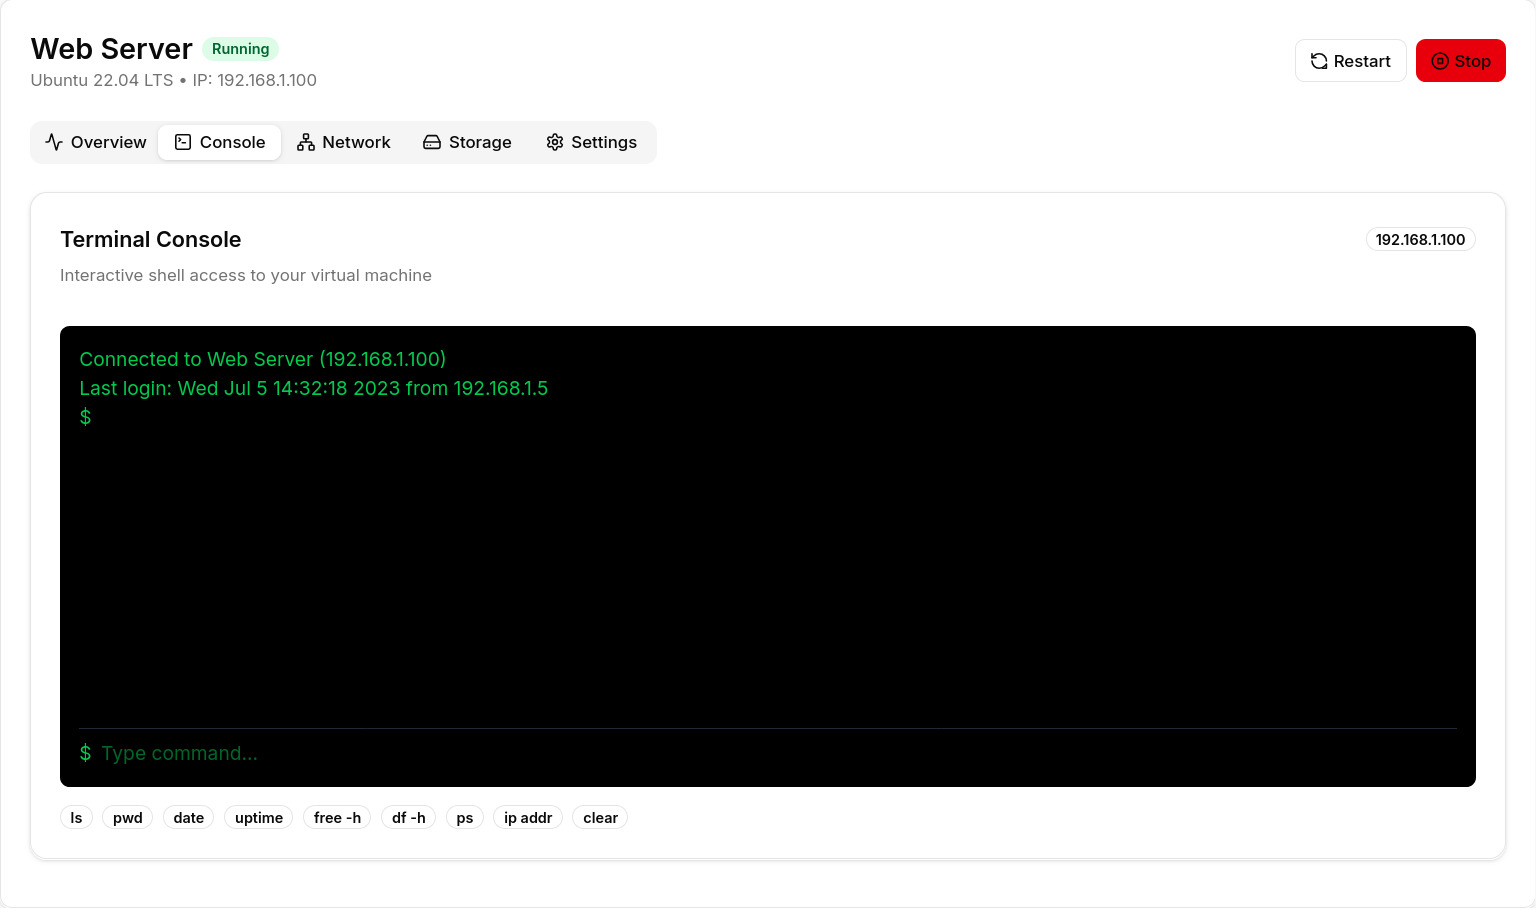 Web Server Running
Ubuntu 22.04 LTS • IP: 192.168.1.100
Restart Stop
Overview Console Network Storage Settings
Terminal Console
192.168.1.100
Interactive shell access to your virtual machine
Connected to Web Server (192.168.1.100)
Last login: Wed Jul 5 14:32:18 2023 from 192.168.1.5
$
$ Type command...
ls pwd date uptime free -h df -h ps ip addr clear